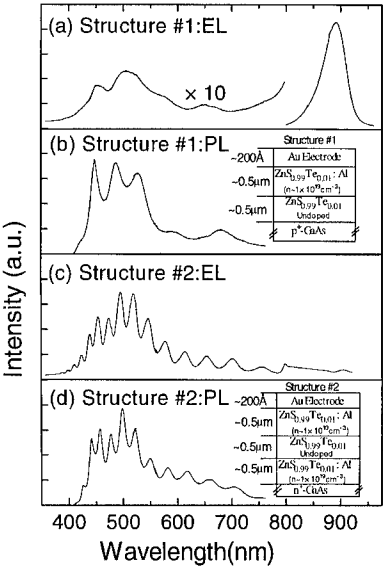 (a) Structure #1:EL
× 10
(b) Structure #1:PL
Structure #1
~200Å Au Electrode
~0.5μm ZnS0.99Te0.01: Al
(n~1×10¹⁹cm⁻³)
~0.5μm ZnS0.99Te0.01
Undoped
p⁺-GaAs
(c) Structure #2:EL
(d) Structure #2:PL
Structure #2
~200Å Au Electrode
~0.5μm ZnS0.99Te0.01: Al
(n~1×10¹⁹cm⁻³)
~0.5μm ZnS0.99Te0.01
Undoped
~0.5μm ZnS0.99Te0.01: Al
(n~1×10¹⁹cm⁻³)
n⁺-GaAs
Intensity (a.u.)
400 500 600 700 800 900
Wavelength(nm)